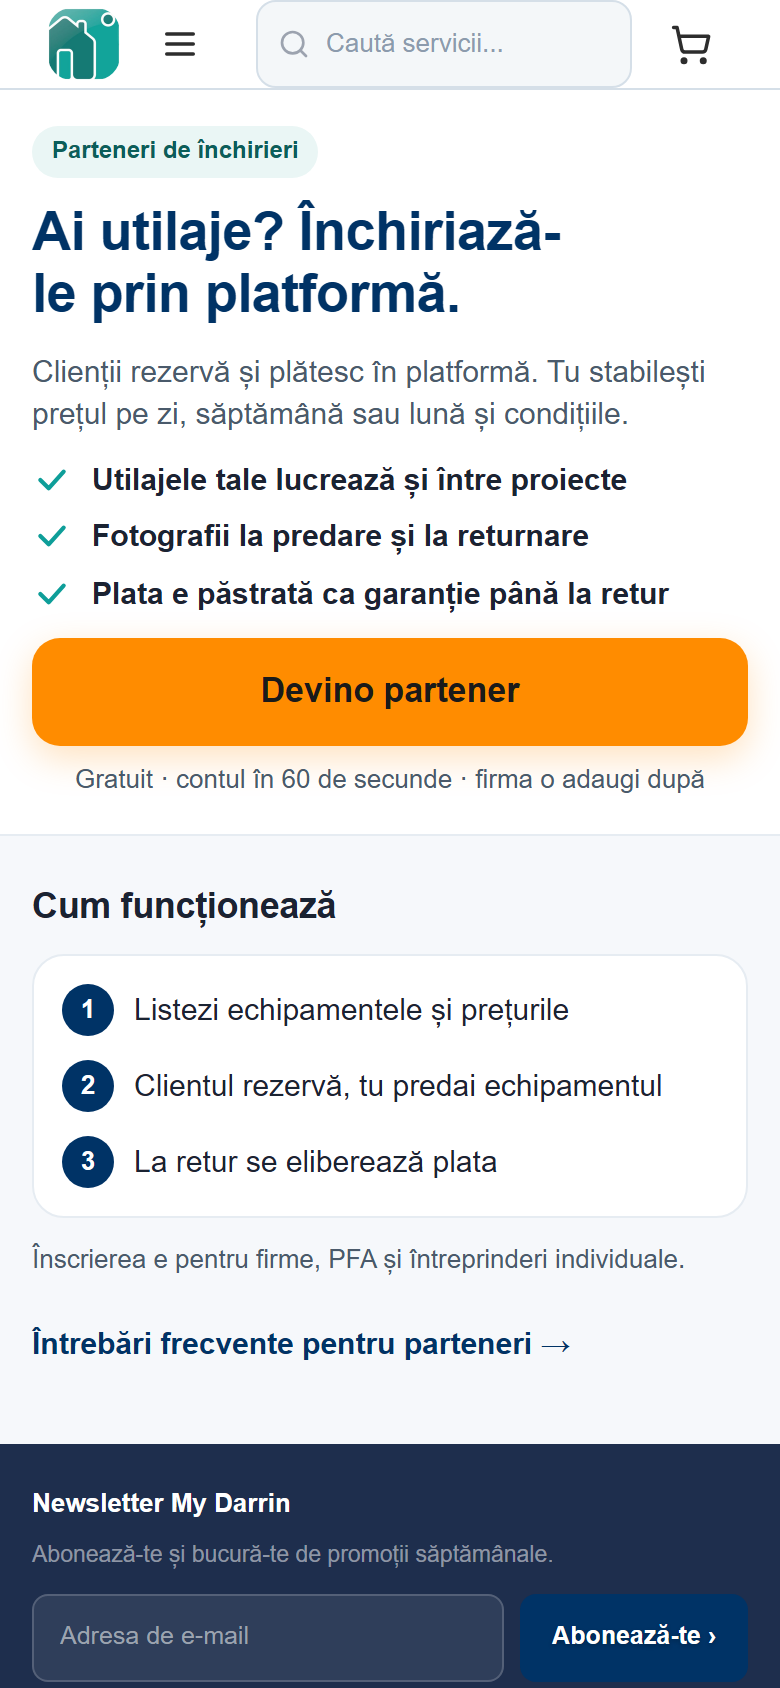 Caută servicii...
Parteneri de închirieri
Ai utilaje? Închiriază-
le prin platformă.
Clienții rezervă și plătesc în platformă. Tu stabilești
prețul pe zi, săptămână sau lună și condițiile.
Utilajele tale lucrează și între proiecte
Fotografii la predare și la returnare
Plata e păstrată ca garanție până la retur
Devino partener
Gratuit · contul în 60 de secunde · firma o adaugi după
Cum funcționează
1 Listezi echipamentele și prețurile
2 Clientul rezervă, tu predai echipamentul
3 La retur se eliberează plata
Înscrierea e pentru firme, PFA și întreprinderi individuale.
Întrebări frecvente pentru parteneri →
Newsletter My Darrin
Abonează-te și bucură-te de promoții săptămânale.
Adresa de e-mail
Abonează-te ›